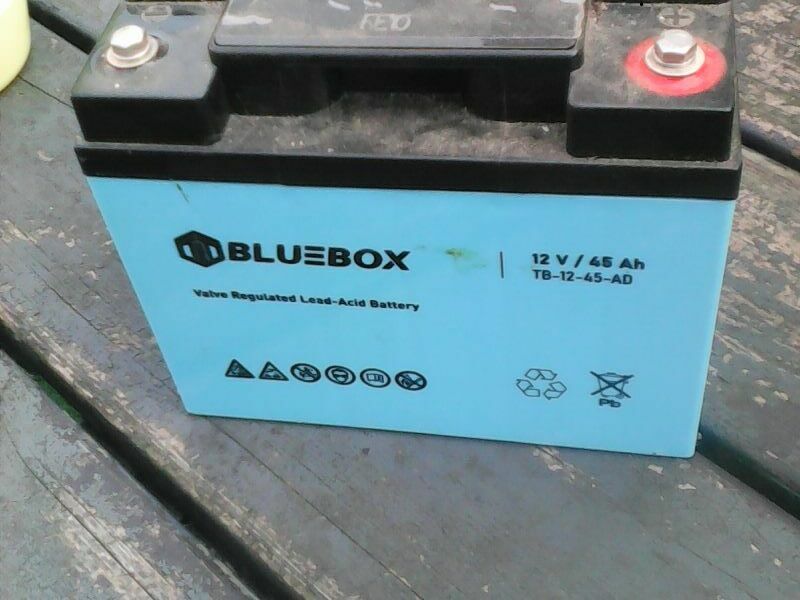 BLUEBOX
12 V / 45 Ah
TB-12-45-AD
Valve Regulated Lead-Acid Battery
Pb